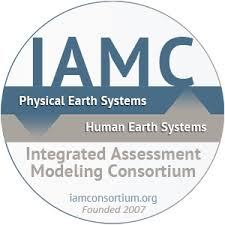 IAMC
Physical Earth Systems
Human Earth Systems
Integrated Assessment
Modeling Consortium
iamconsortium.org
Founded 2007